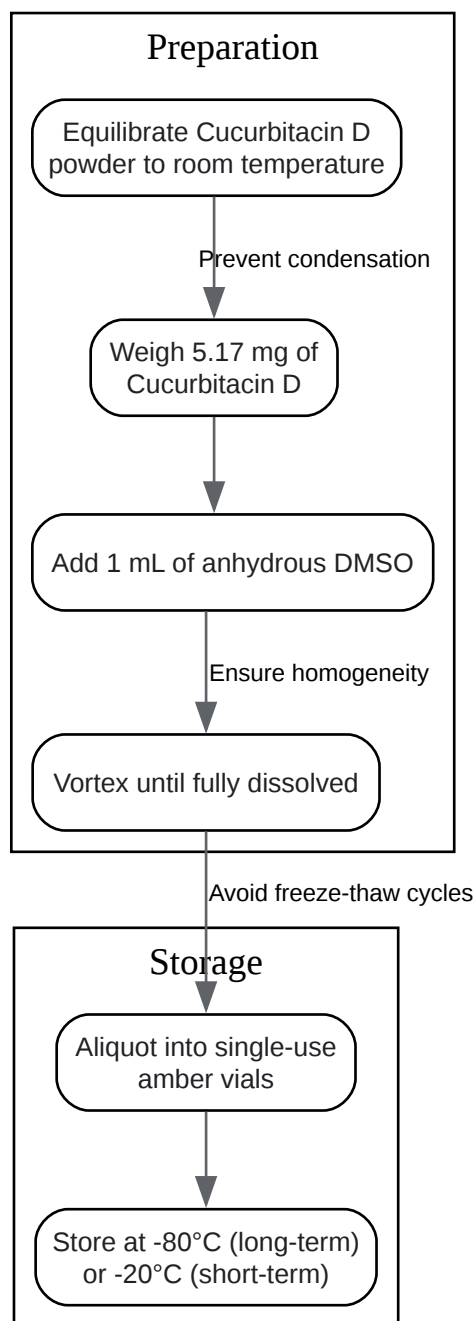 Preparation
Equilibrate Cucurbitacin D
powder to room temperature
Prevent condensation
Weigh 5.17 mg of
Cucurbitacin D
Add 1 mL of anhydrous DMSO
Ensure homogeneity
Vortex until fully dissolved
Avoid freeze-thaw cycles
Storage
Aliquot into single-use
amber vials
Store at -80°C (long-term)
or -20°C (short-term)